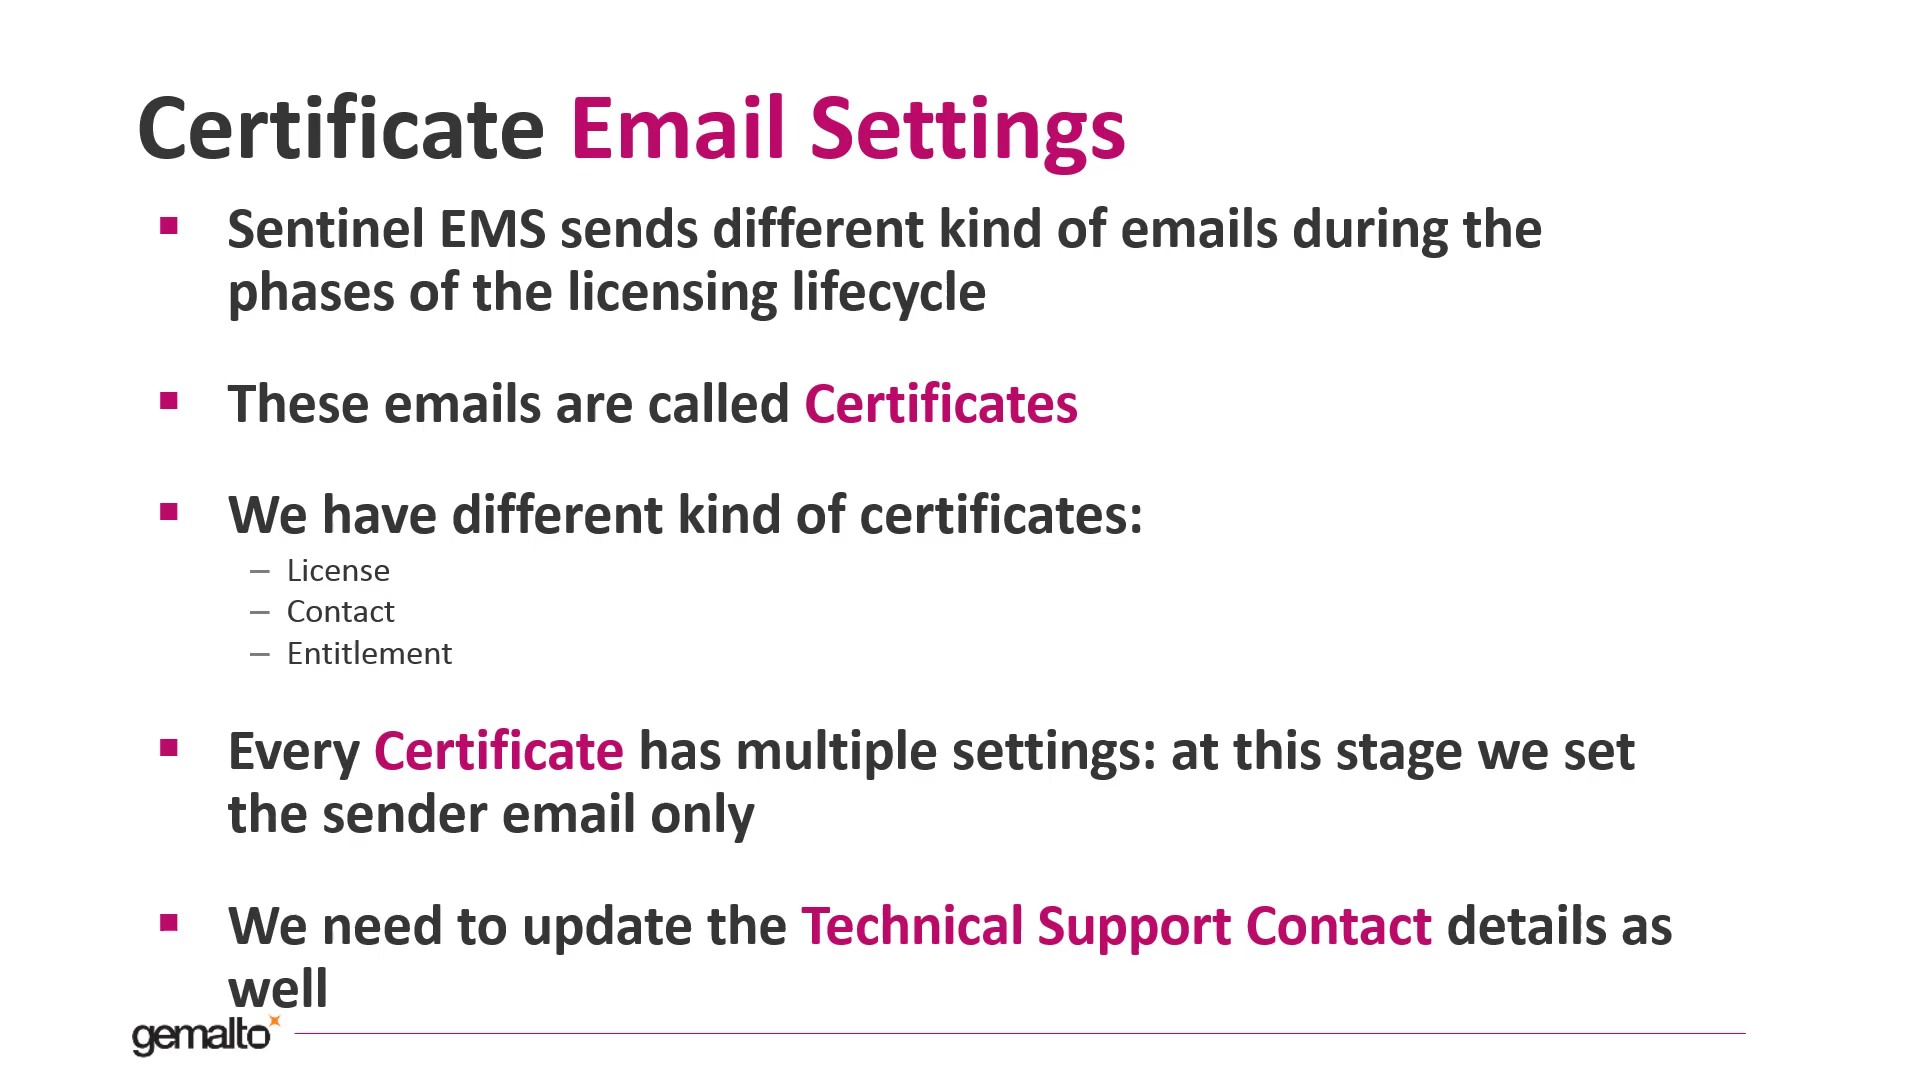 Certificate Email Settings
▪ Sentinel EMS sends different kind of emails during the
phases of the licensing lifecycle
▪ These emails are called Certificates
▪ We have different kind of certificates:
– License
– Contact
– Entitlement
▪ Every Certificate has multiple settings: at this stage we set
the sender email only
▪ We need to update the Technical Support Contact details as
well
gemalto